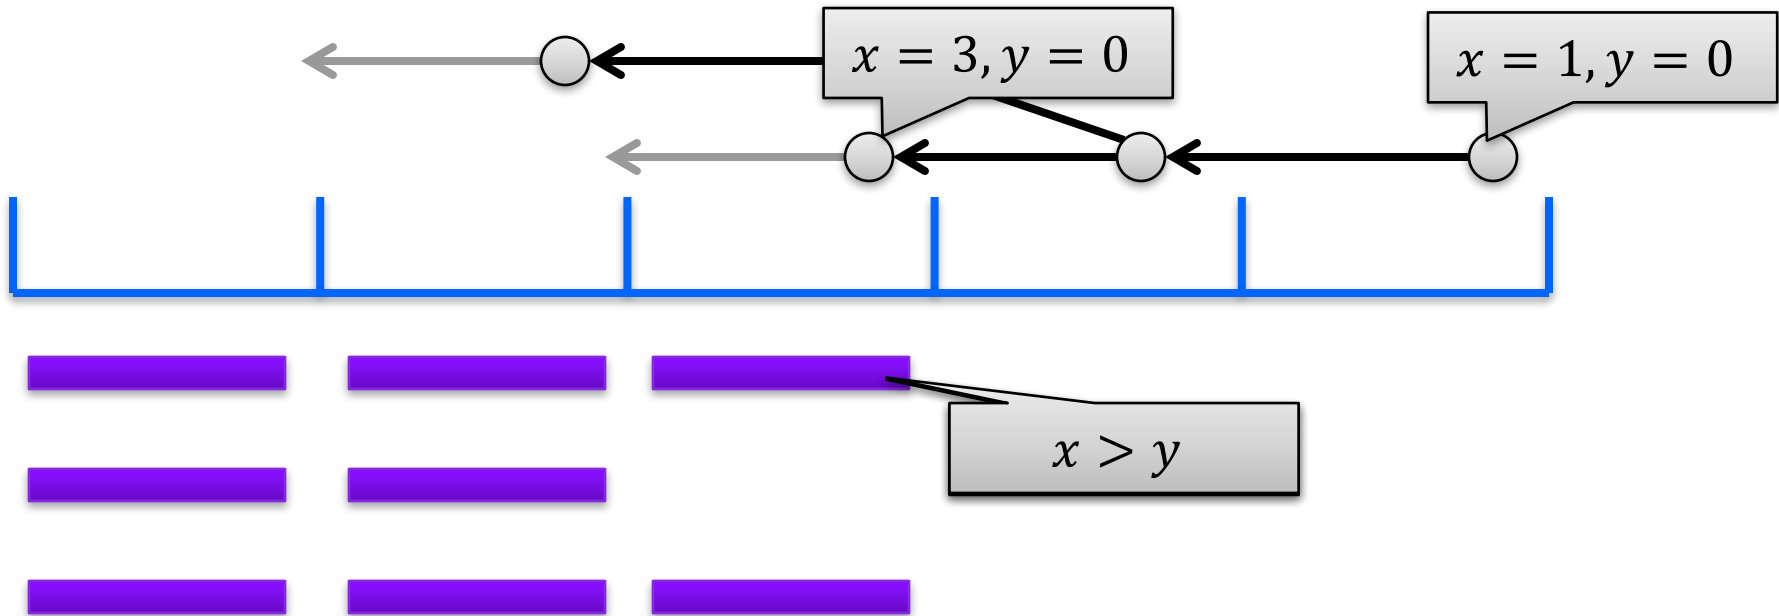 x = 3, y = 0
x = 1, y = 0
x > y